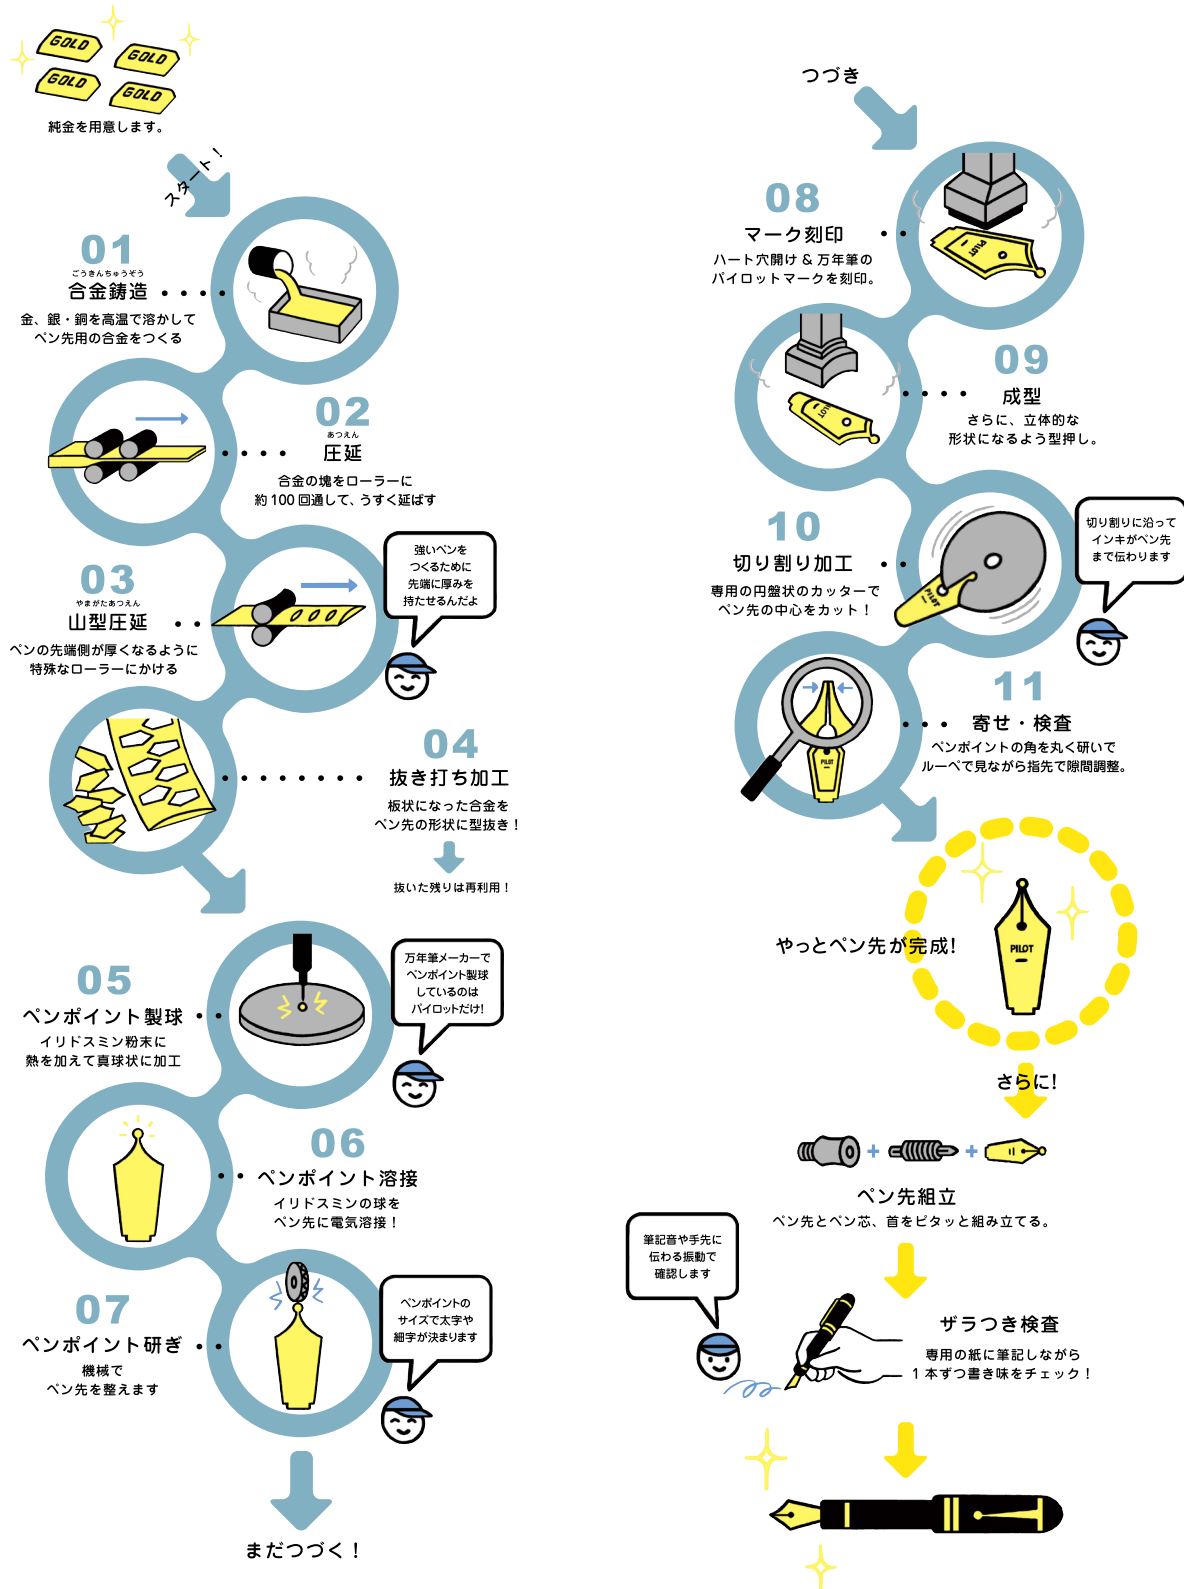 GOLD
GOLD
GOLD
GOLD
純金を用意します。
スタート！
01
ごうきんちゅうぞう
合金鋳造
金、銀・銅を高温で溶かして
ペン先用の合金をつくる
02
あつえん
圧延
合金の塊をローラーに
約100回通して、うすく延ばす
03
やまがたあつえん
山型圧延
ペンの先端側が厚くなるように
特殊なローラーにかける
強いペンを
つくるために
先端に厚みを
持たせるんだよ
04
抜き打ち加工
板状になった合金を
ペン先の形状に型抜き！
抜いた残りは再利用！
05
ペンポイント製球
イリドスミン粉末に
熱を加えて真球状に加工
万年筆メーカーで
ペンポイント製球
しているのは
パイロットだけ!
06
ペンポイント溶接
イリドスミンの球を
ペン先に電気溶接！
07
ペンポイント研ぎ
機械で
ペン先を整えます
ペンポイントの
サイズで太字や
細字が決まります
まだつづく！
つづき
08
マーク刻印
ハート穴開け & 万年筆の
パイロットマークを刻印。
PILOT
09
成型
さらに、立体的な
形状になるよう型押し。
PILOT
10
切り割り加工
専用の円盤状のカッターで
ペン先の中心をカット！
PILOT
切り割りに沿って
インキがペン先
まで伝わります
11
寄せ・検査
ペンポイントの角を丸く研いで
ルーペで見ながら指先で隙間調整。
PILOT
やっとペン先が完成!
PILOT
さらに!
+ +
ペン先組立
ペン先とペン芯、首をピタッと組み立てる。
筆記音や手先に
伝わる振動で
確認します
ザラつき検査
専用の紙に筆記しながら
1本ずつ書き味をチェック！